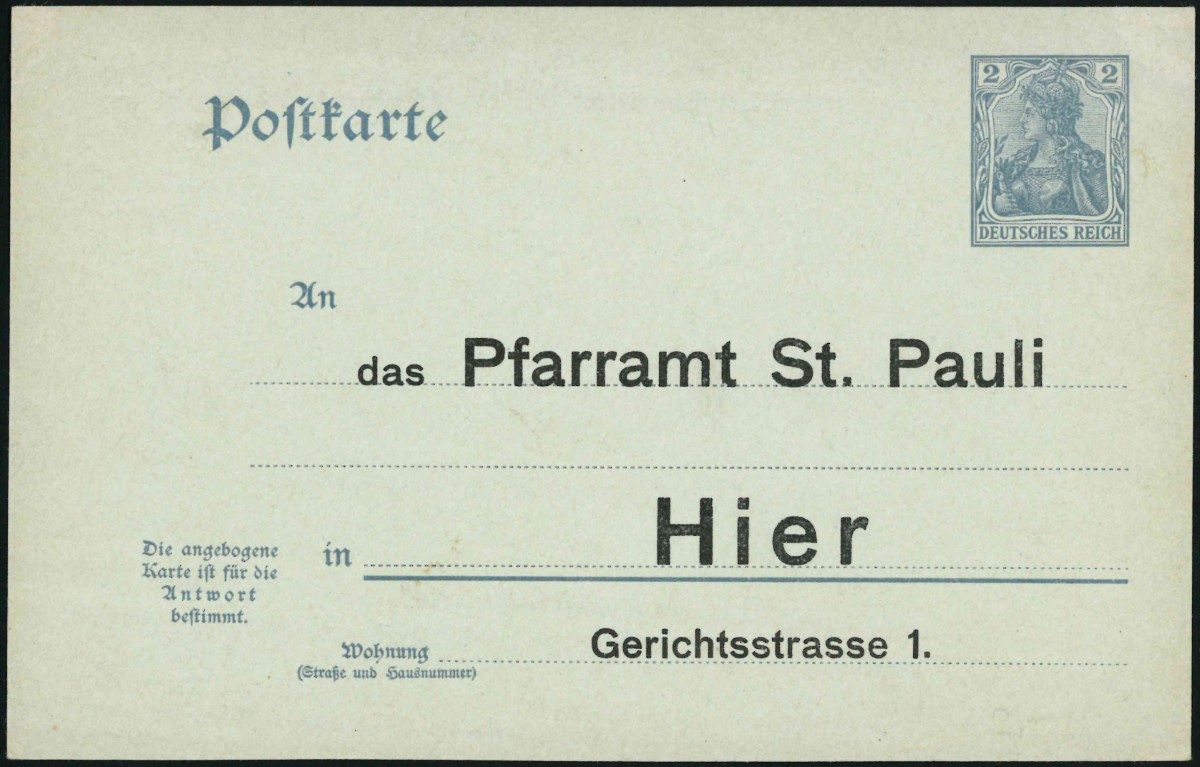 Postkarte
2 2
DEUTSCHES REICH
An
das Pfarramt St. Pauli
in Hier
Die angebogene
Karte ist für die
Antwort
bestimmt.
Wohnung Gerichtsstrasse 1.
(Straße und Hausnummer)